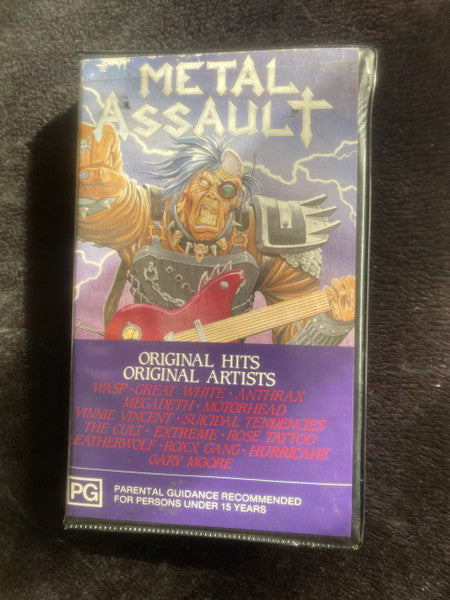 METAL
ASSAULT
ORIGINAL HITS
ORIGINAL ARTISTS
WASP · GREAT WHITE · ANTHRAX
MEGADETH · MOTORHEAD
VINNIE VINCENT · SUICIDAL TENDENCIES
THE CULT · EXTREME · ROSE TATTOO
LEATHERWOLF · ROXX GANG · HURRICANE
GARY MOORE
PG
PARENTAL GUIDANCE RECOMMENDED
FOR PERSONS UNDER 15 YEARS